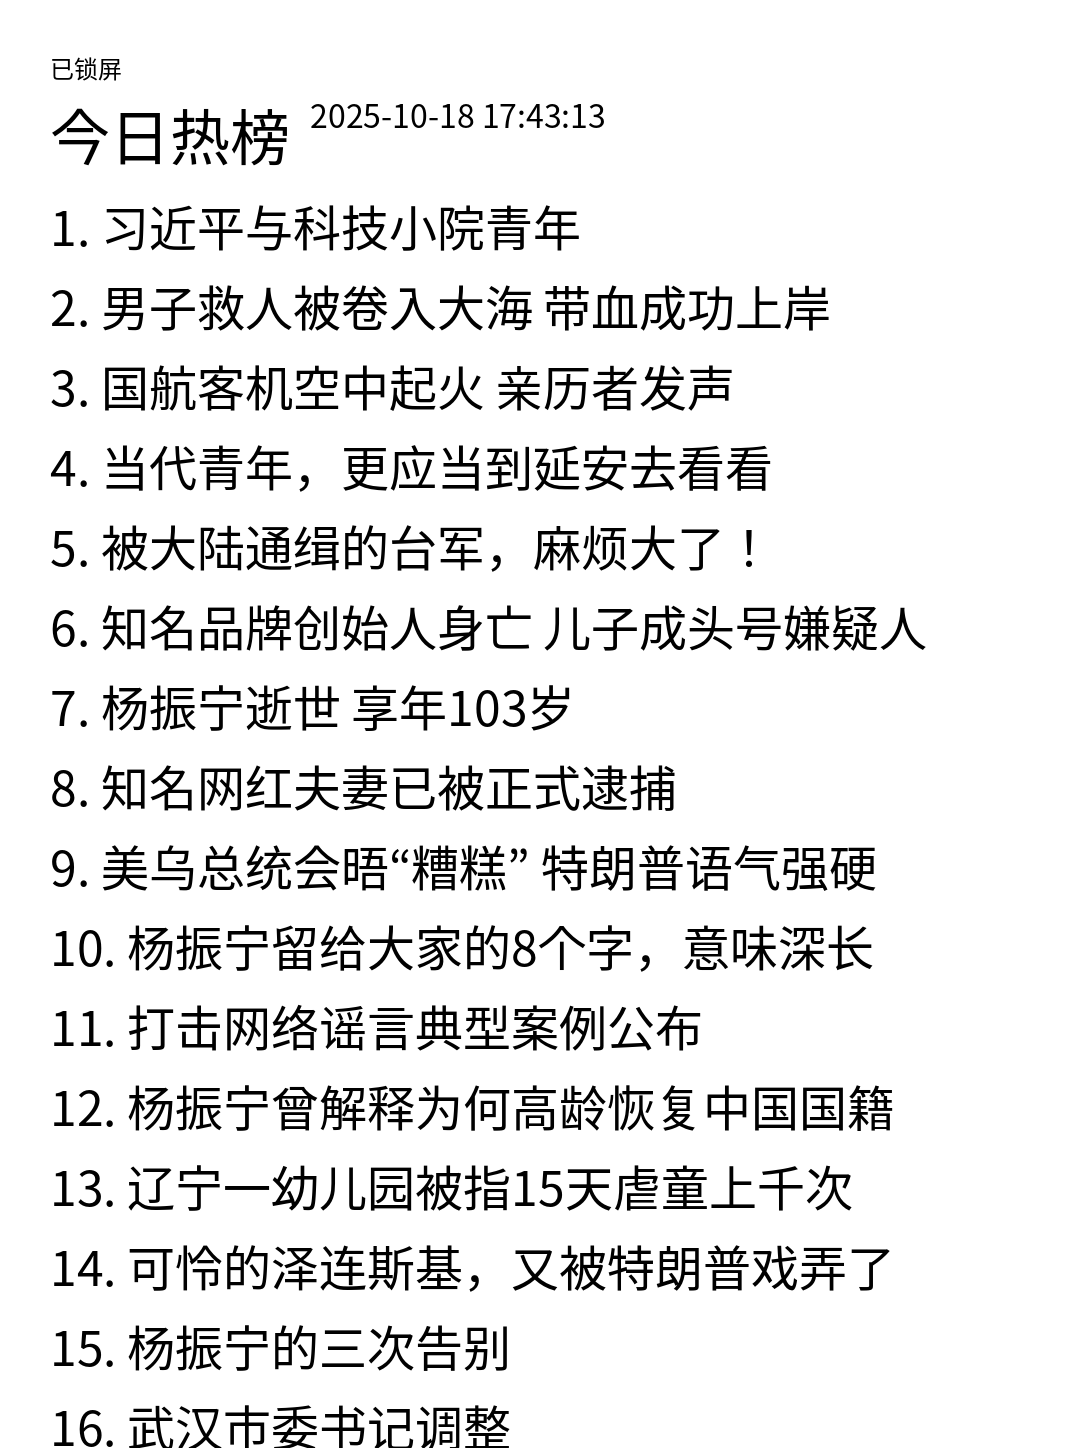 已锁屏
今日热榜 2025-10-18 17:43:13
1. 习近平与科技小院青年
2. 男子救人被卷入大海 带血成功上岸
3. 国航客机空中起火 亲历者发声
4. 当代青年，更应当到延安去看看
5. 被大陆通缉的台军，麻烦大了！
6. 知名品牌创始人身亡 儿子成头号嫌疑人
7. 杨振宁逝世 享年103岁
8. 知名网红夫妻已被正式逮捕
9. 美乌总统会晤“糟糕” 特朗普语气强硬
10. 杨振宁留给大家的8个字，意味深长
11. 打击网络谣言典型案例公布
12. 杨振宁曾解释为何高龄恢复中国国籍
13. 辽宁一幼儿园被指15天虐童上千次
14. 可怜的泽连斯基，又被特朗普戏弄了
15. 杨振宁的三次告别
16. 武汉市委书记调整